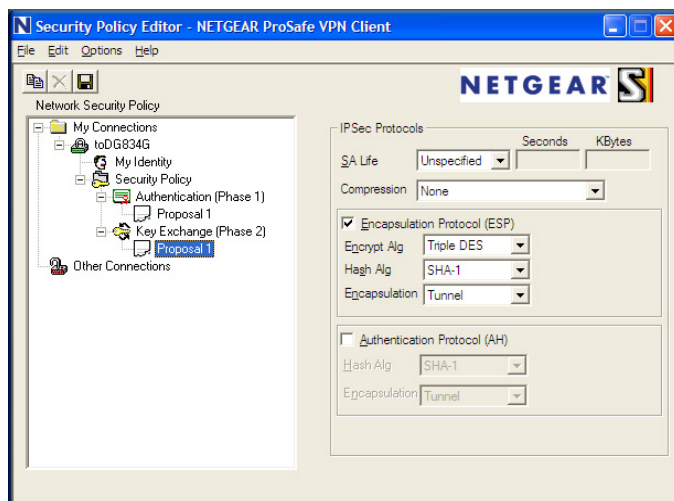 N Security Policy Editor - NETGEAR ProSafe VPN Client
File Edit Options Help
NETGEAR S
Network Security Policy
My Connections
toDG834G
My Identity
Security Policy
Authentication (Phase 1)
Proposal 1
Key Exchange (Phase 2)
Proposal 1
Other Connections
IPSec Protocols
Seconds KBytes
SA Life Unspecified
Compression None
Encapsulation Protocol (ESP)
Encrypt Alg Triple DES
Hash Alg SHA-1
Encapsulation Tunnel
Authentication Protocol (AH)
Hash Alg SHA-1
Encapsulation Tunnel